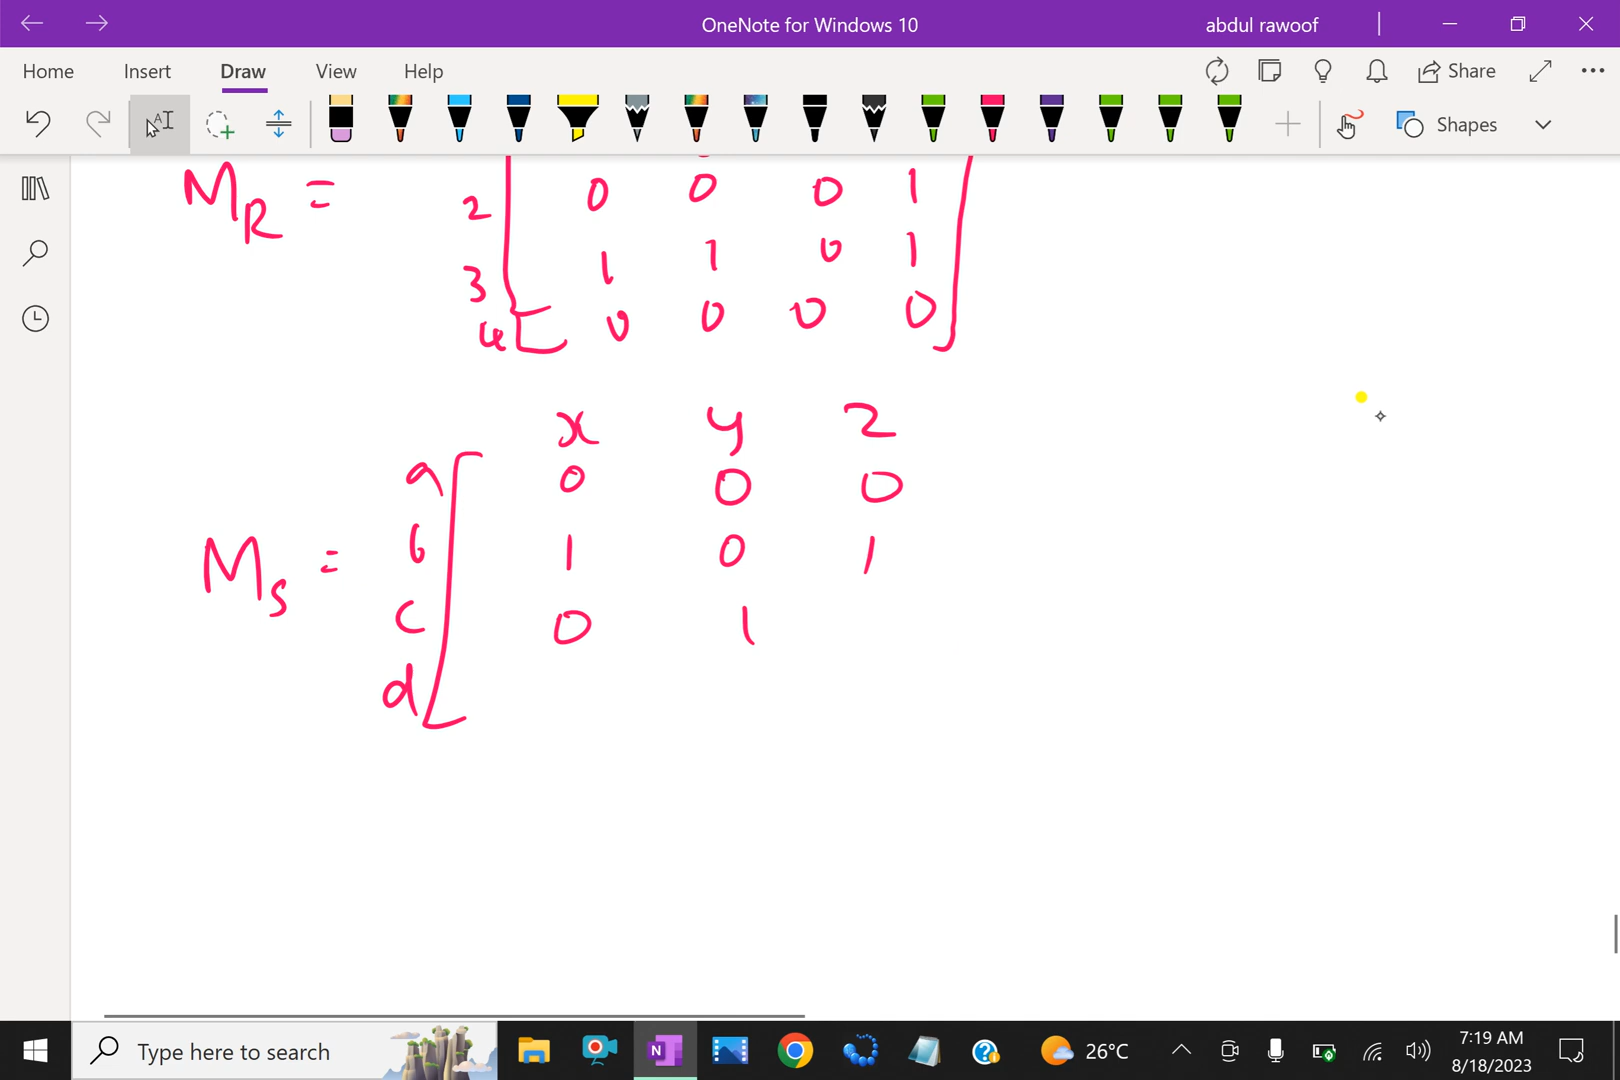 OneNote for Windows 10
abdul rawoof
Home Insert Draw View Help
Share
Shapes
M_R =
2 0 0 0 1
3 1 1 0 1
4 0 0 0 0
x y z
a 0 0 0
M_S = b 1 0 1
c 0 1
d
Type here to search
26°C
7:19 AM
8/18/2023